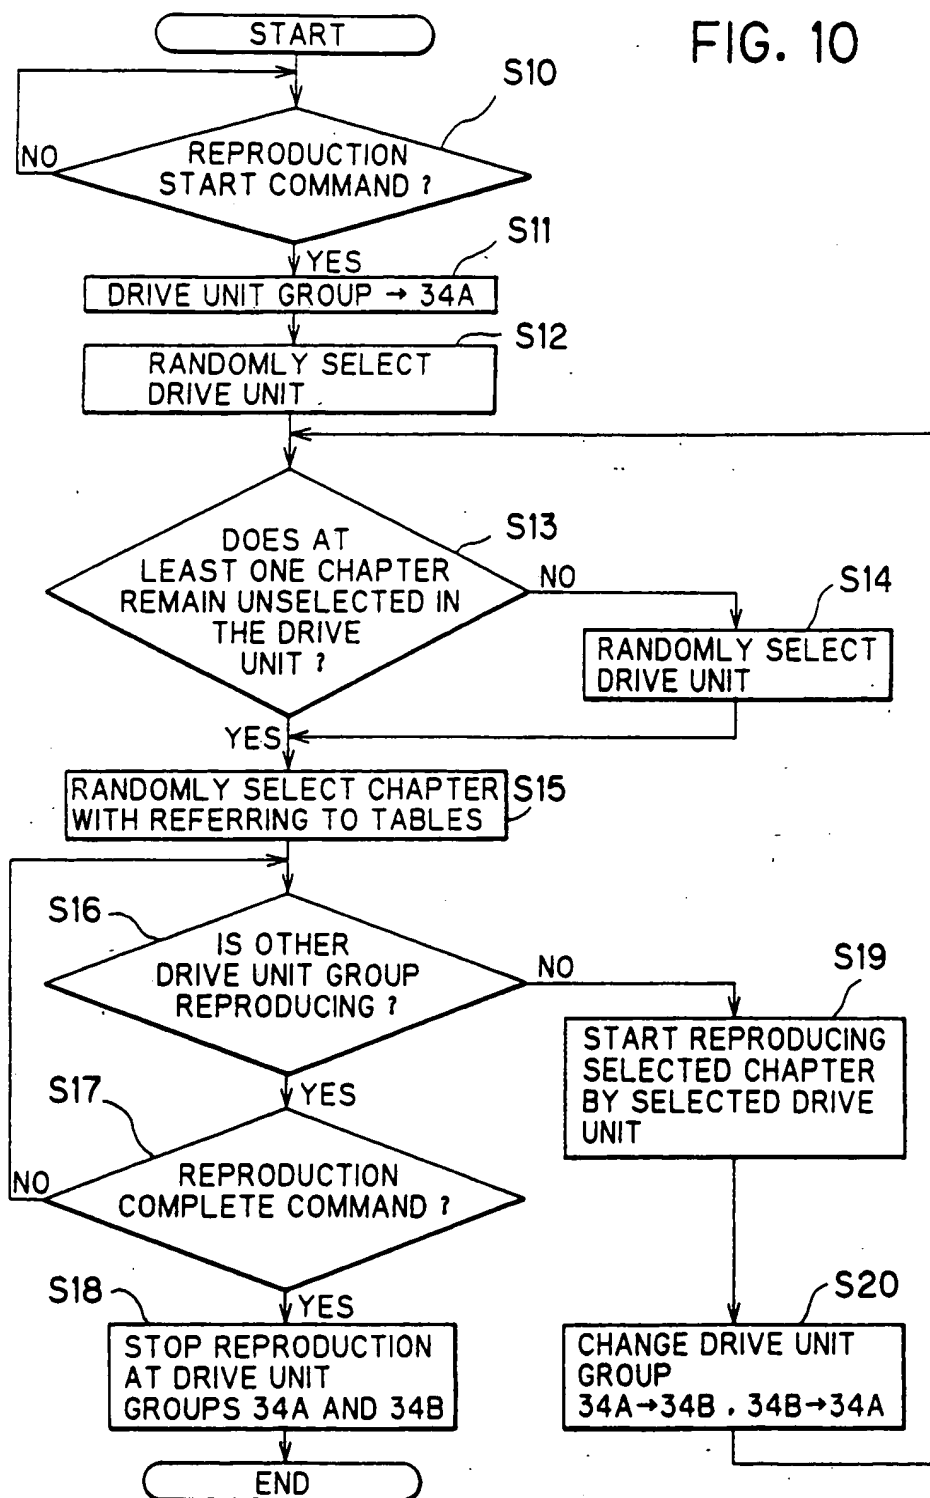 START
FIG. 10
S10
NO
REPRODUCTION
START COMMAND ?
S11
YES
DRIVE UNIT GROUP → 34A
S12
RANDOMLY SELECT
DRIVE UNIT
S13
DOES AT
LEAST ONE CHAPTER
REMAIN UNSELECTED IN
THE DRIVE
UNIT ?
NO
S14
RANDOMLY SELECT
DRIVE UNIT
YES
RANDOMLY SELECT CHAPTER
WITH REFERRING TO TABLES
S15
S16
IS OTHER
DRIVE UNIT GROUP
REPRODUCING ?
NO
S19
START REPRODUCING
SELECTED CHAPTER
BY SELECTED DRIVE
UNIT
YES
S17
REPRODUCTION
COMPLETE COMMAND ?
NO
S18
YES
STOP REPRODUCTION
AT DRIVE UNIT
GROUPS 34A AND 34B
S20
CHANGE DRIVE UNIT
GROUP
34A→34B , 34B→34A
END